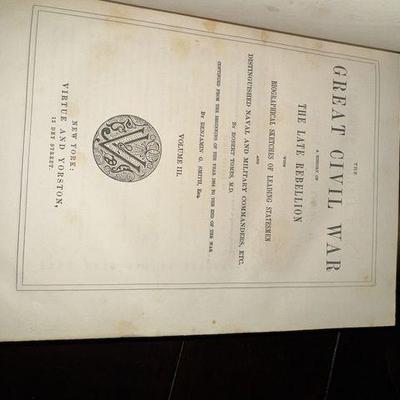 THE
GREAT CIVIL WAR
A HISTORY OF
THE LATE REBELLION
WITH
BIOGRAPHICAL SKETCHES OF LEADING STATESMEN
AND
DISTINGUISHED NAVAL AND MILITARY COMMANDERS, ETC.
BY ROBERT TOMES, M.D.
CONTINUED FROM THE BEGINNING OF THE YEAR 1864 TO THE END OF THE WAR
BY BENJAMIN G. SMITH, Esq.
VOLUME III.
NEW YORK:
VIRTUE AND YORSTON,
12 DEY STREET.